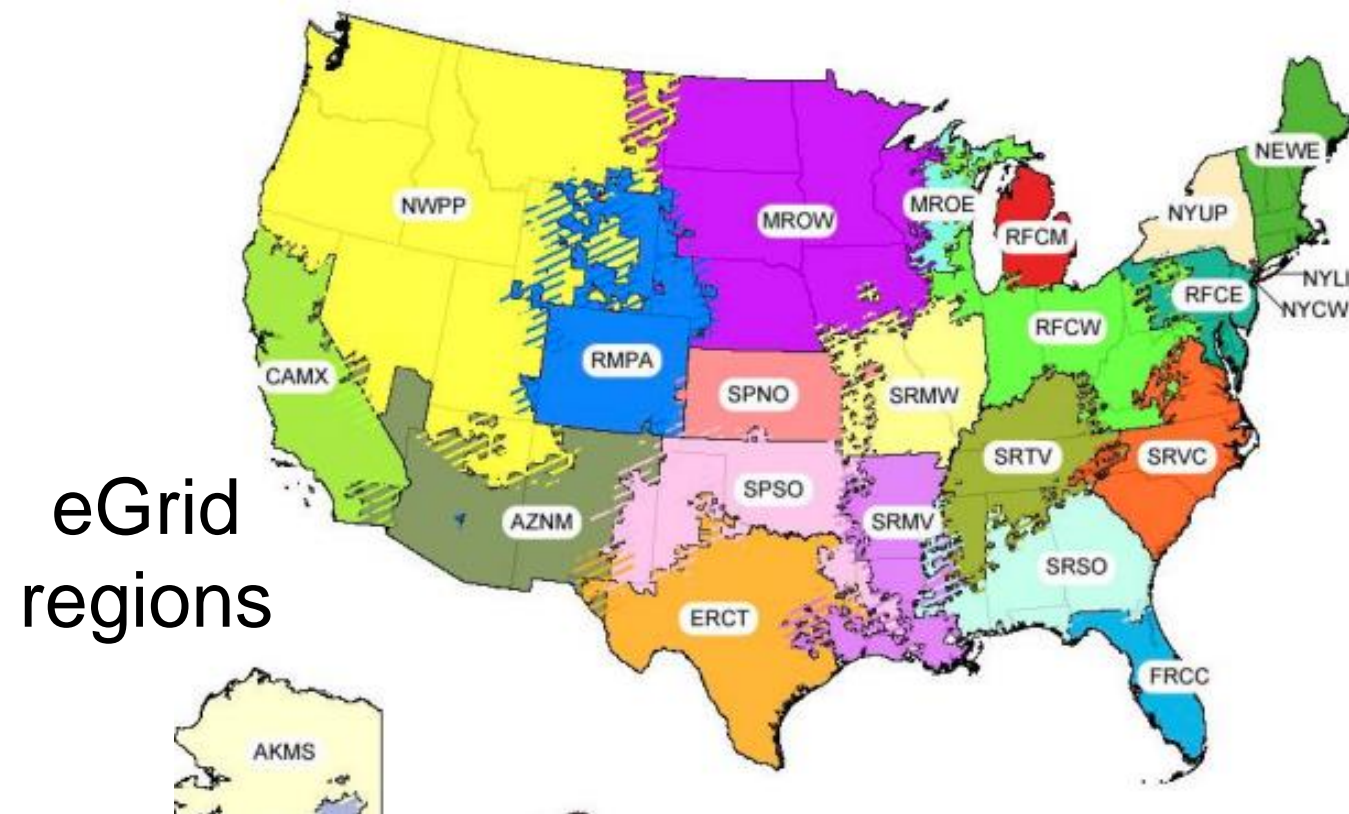 NEWE
NWPP
MROE
NYUP
MROW
RFCM
NYLI
RFCE
NYCW
RFCW
RMPA
CAMX
SPNO
SRMW
SRTV
SRVC
SPSO
eGrid
regions
AZNM
SRMV
SRSO
ERCT
FRCC
AKMS